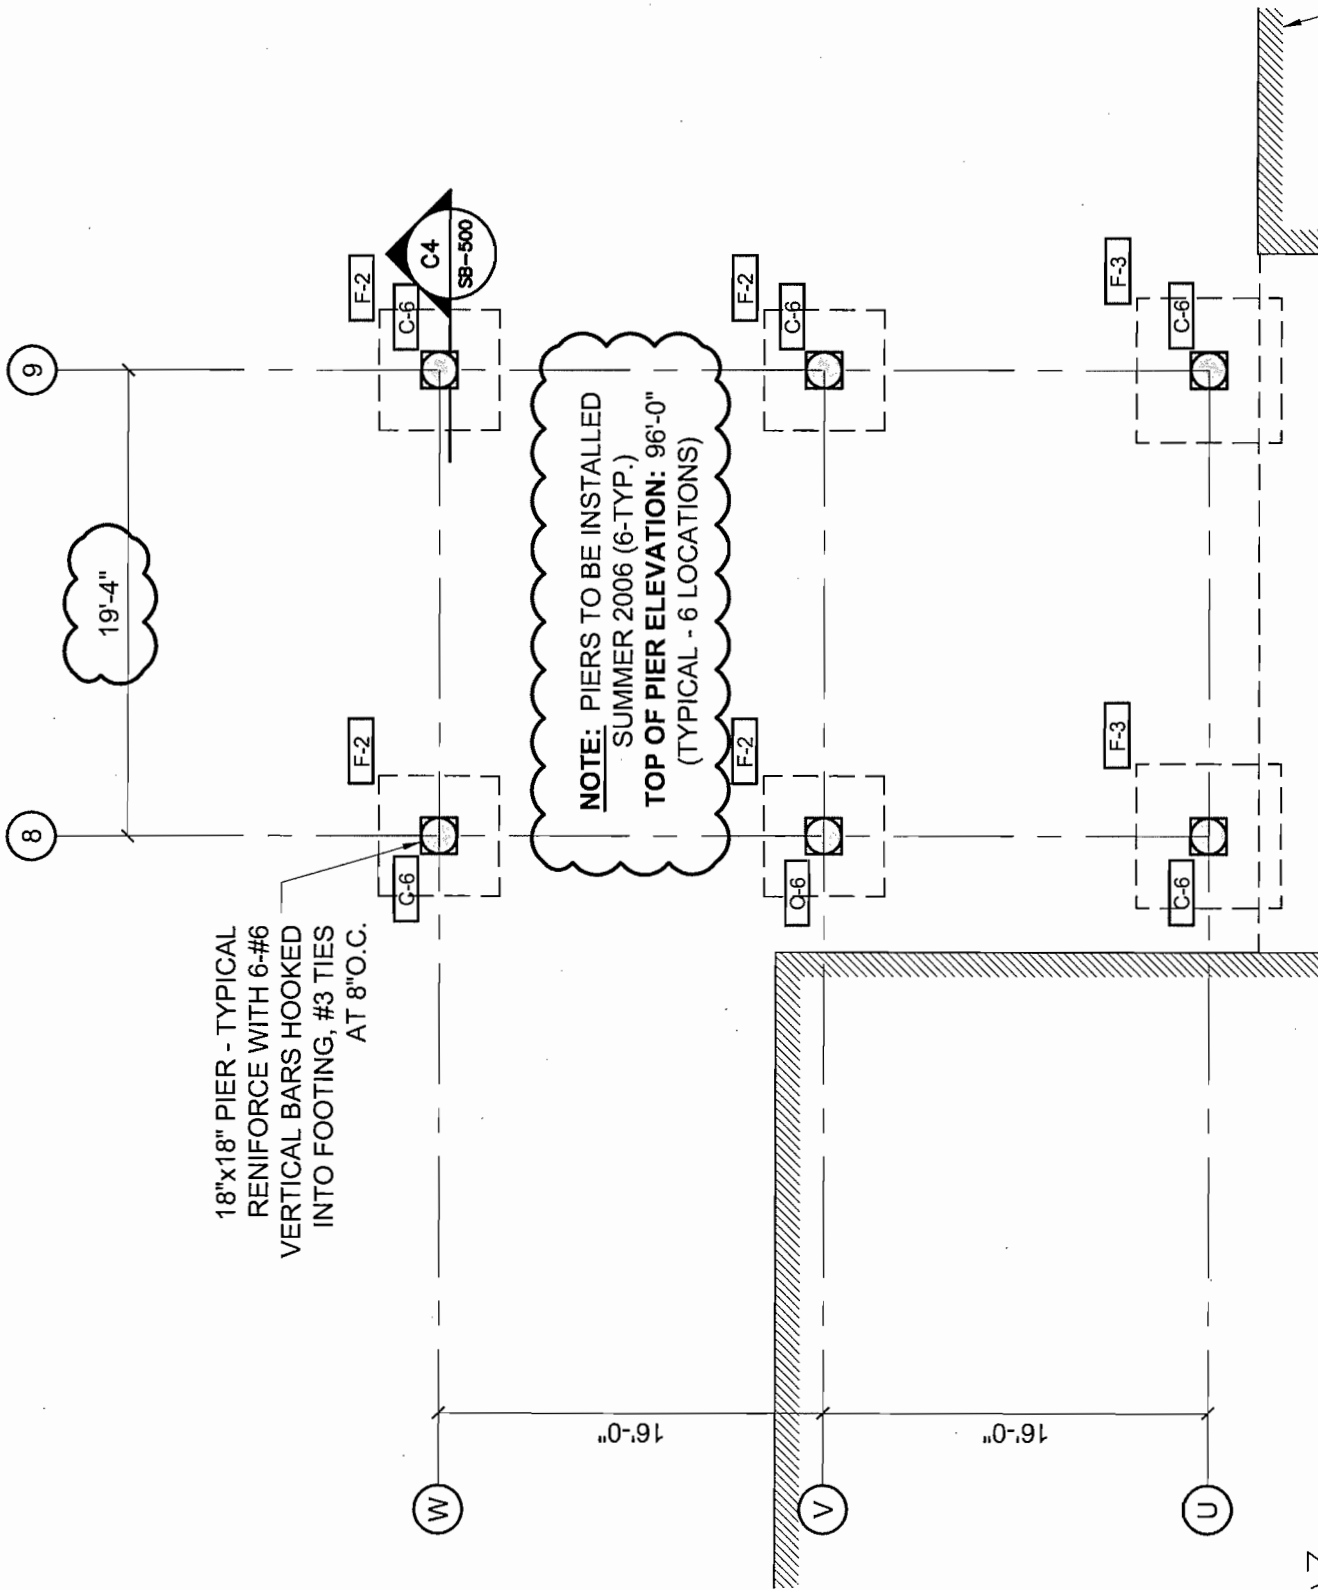 9
8
19'-4"
18"x18" PIER - TYPICAL
RENIFORCE WITH 6-#6
VERTICAL BARS HOOKED
INTO FOOTING, #3 TIES
AT 8"O.C.
F-2
C-6
C4
SB-500
F-2
C-6
NOTE: PIERS TO BE INSTALLED
SUMMER 2006 (6-TYP.)
TOP OF PIER ELEVATION: 96'-0"
(TYPICAL - 6 LOCATIONS)
F-2
C-6
F-2
C-6
F-3
C-6
F-3
C-6
16'-0"
16'-0"
W
V
U